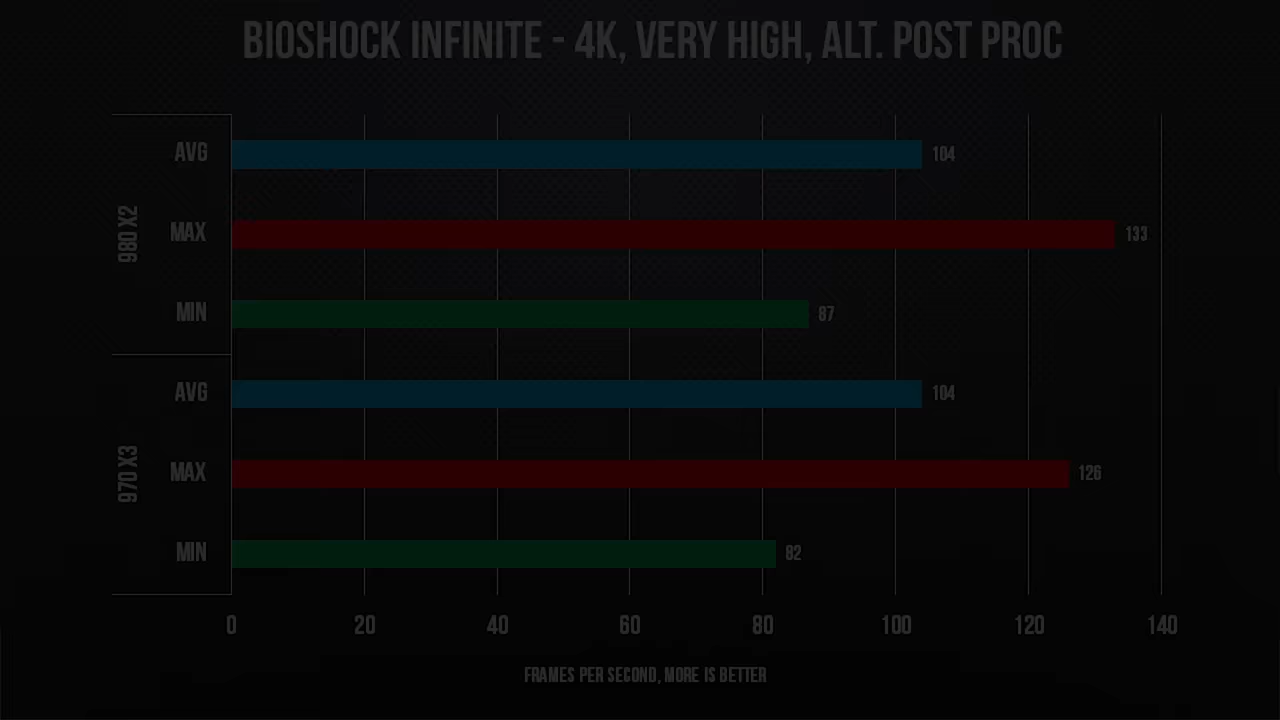 BIOSHOCK INFINITE - 4K, VERY HIGH, ALT. POST PROC
980 X2
AVG 104
MAX 133
MIN 87
970 X3
AVG 104
MAX 126
MIN 82
0 20 40 60 80 100 120 140
FRAMES PER SECOND, MORE IS BETTER